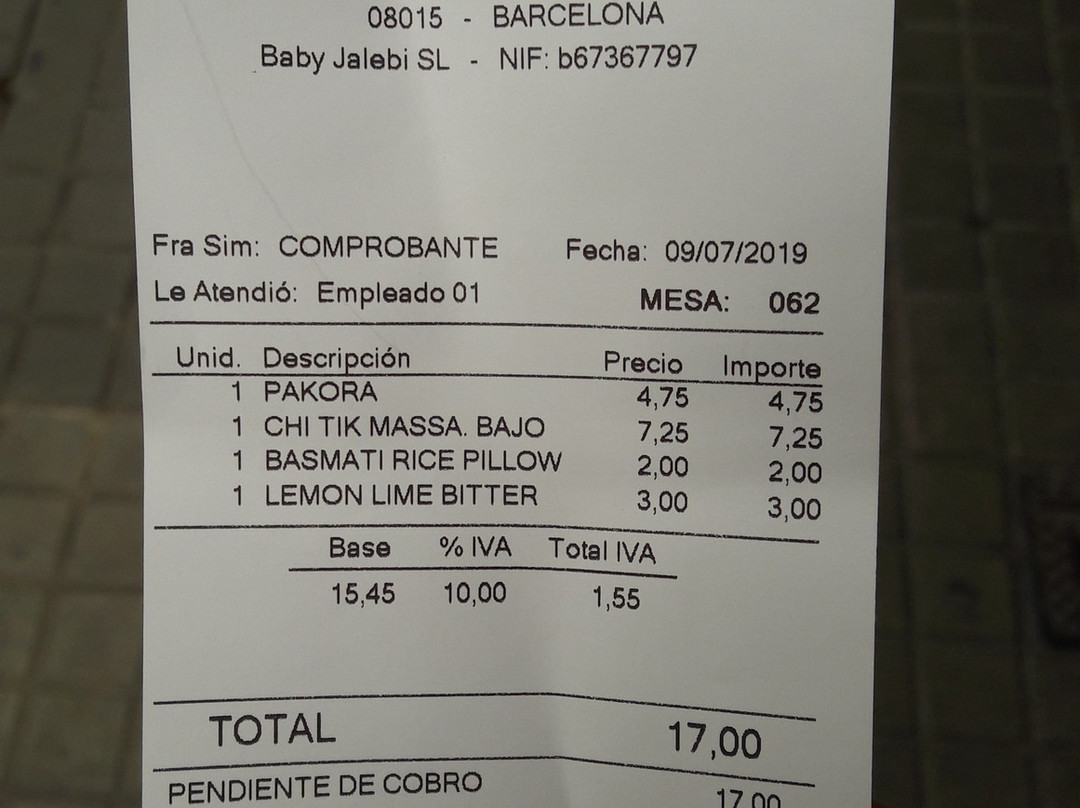 08015 - BARCELONA
Baby Jalebi SL - NIF: b67367797
Fra Sim: COMPROBANTE Fecha: 09/07/2019
Le Atendió: Empleado 01 MESA: 062
Unid. Descripción Precio Importe
1 PAKORA 4,75 4,75
1 CHI TIK MASSA. BAJO 7,25 7,25
1 BASMATI RICE PILLOW 2,00 2,00
1 LEMON LIME BITTER 3,00 3,00
Base % IVA Total IVA
15,45 10,00 1,55
TOTAL 17,00
PENDIENTE DE COBRO 17,00